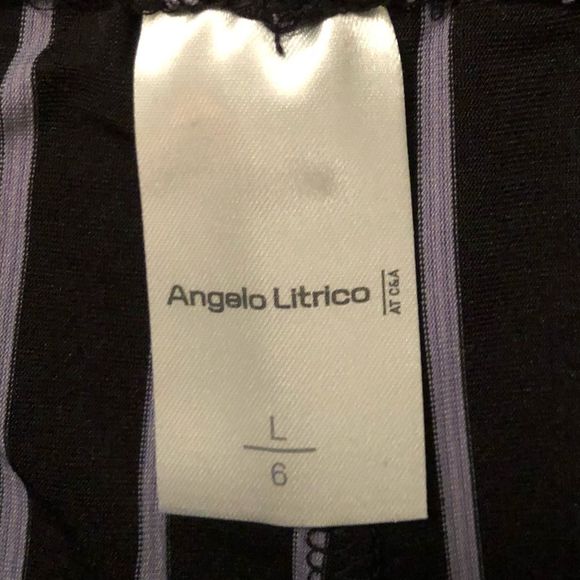 Angelo Litrico
AT C&A
L
6